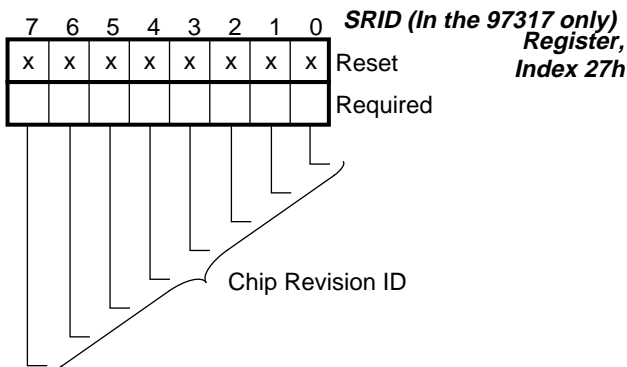 7 6 5 4 3 2 1 0
SRID (In the 97317 only)
Register,
Index 27h
x x x x x x x x Reset
Required
Chip Revision ID